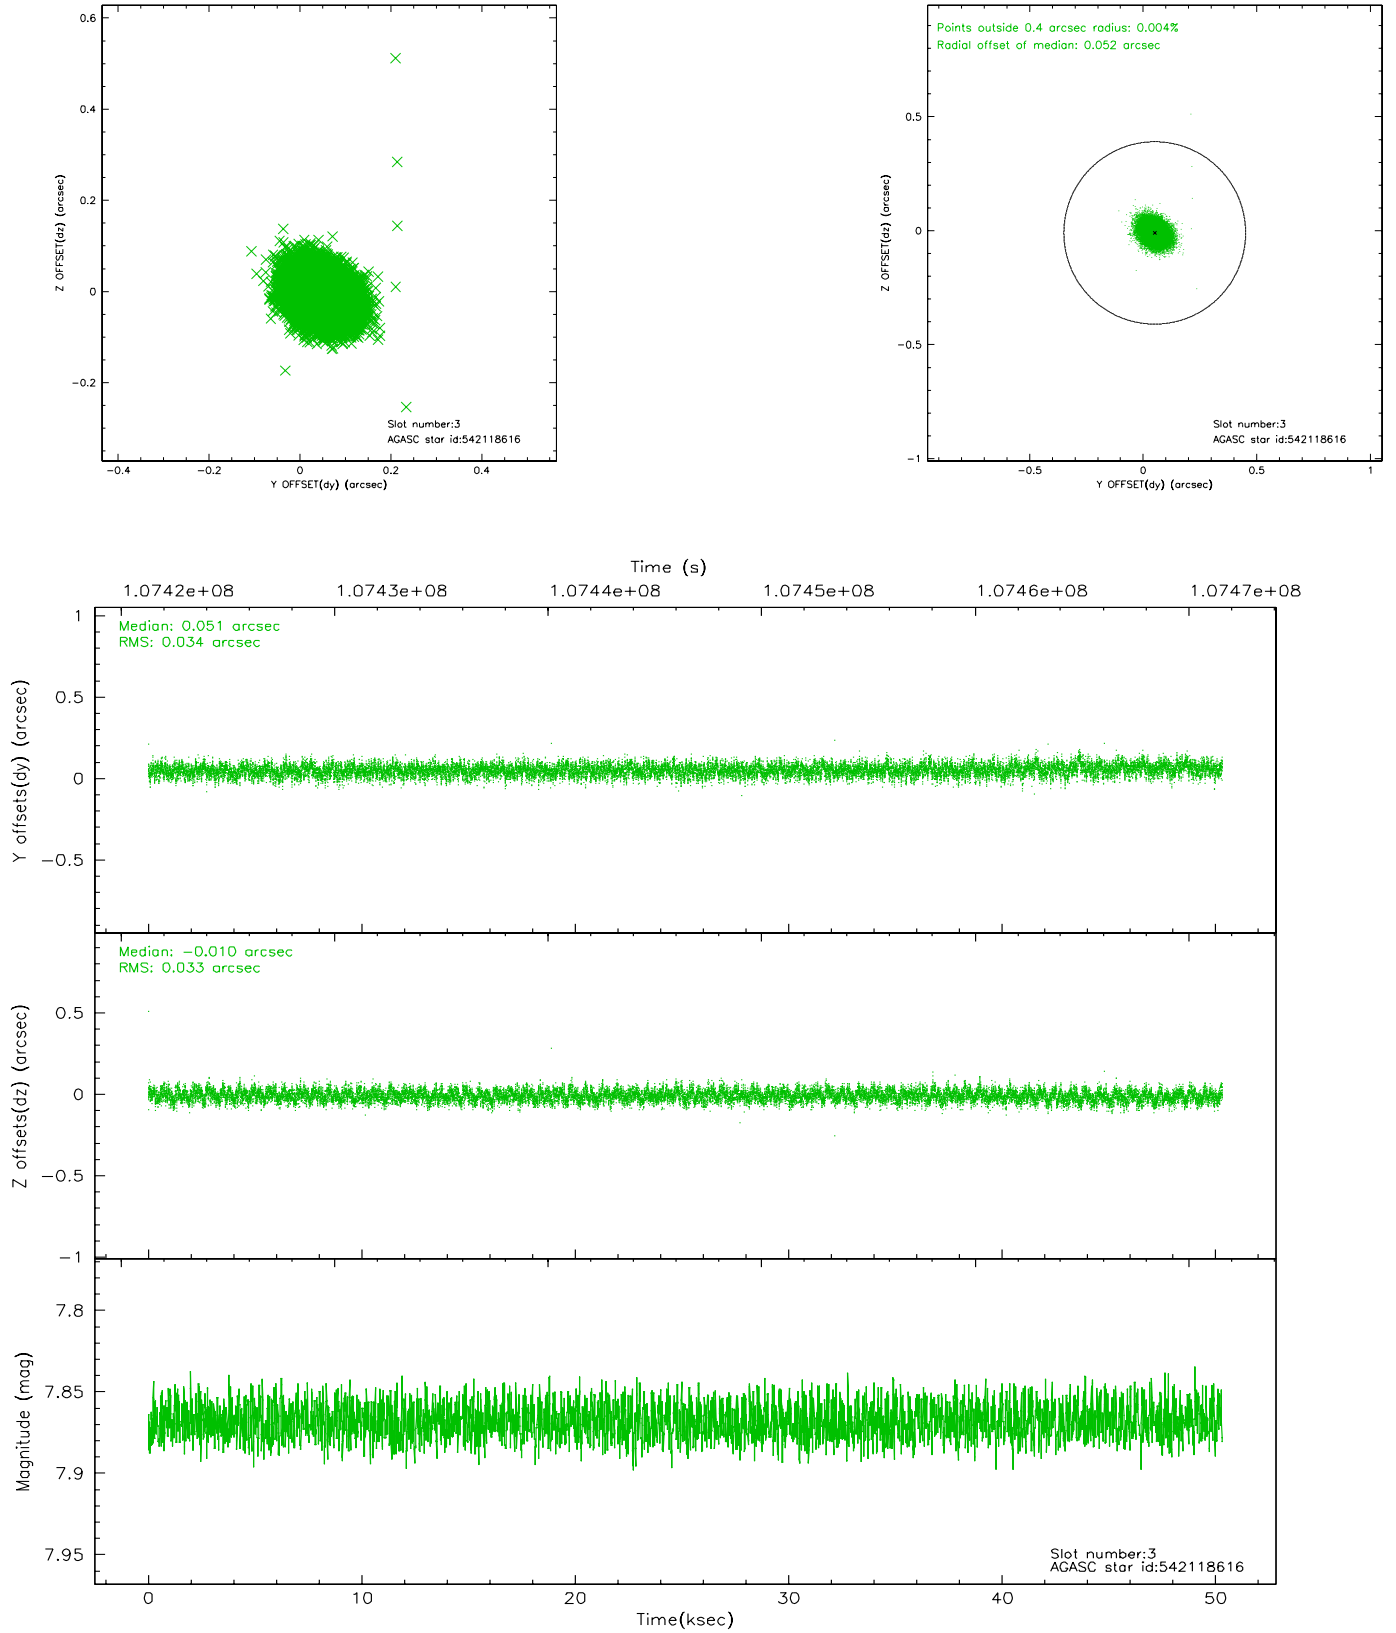 0.6
0.4
0.2
0
−0.2
Z OFFSET(dz) (arcsec)
−0.4
−0.2
0
0.2
0.4
Y OFFSET(dy) (arcsec)
Slot number:3
AGASC star id:542118616
Points outside 0.4 arcsec radius: 0.004%
Radial offset of median: 0.052 arcsec
0.5
0
−0.5
−1
Z OFFSET(dz) (arcsec)
−0.5
0
0.5
1
Y OFFSET(dy) (arcsec)
Slot number:3
AGASC star id:542118616
Time (s)
1.0742e+08
1.0743e+08
1.0744e+08
1.0745e+08
1.0746e+08
1.0747e+08
Median: 0.051 arcsec
RMS: 0.034 arcsec
1
0.5
0
−0.5
Y offsets(dy) (arcsec)
Median: −0.010 arcsec
RMS: 0.033 arcsec
0.5
0
−0.5
−1
Z offsets(dz) (arcsec)
7.8
7.85
7.9
7.95
Magnitude (mag)
Slot number:3
AGASC star id:542118616
0
10
20
30
40
50
Time(ksec)